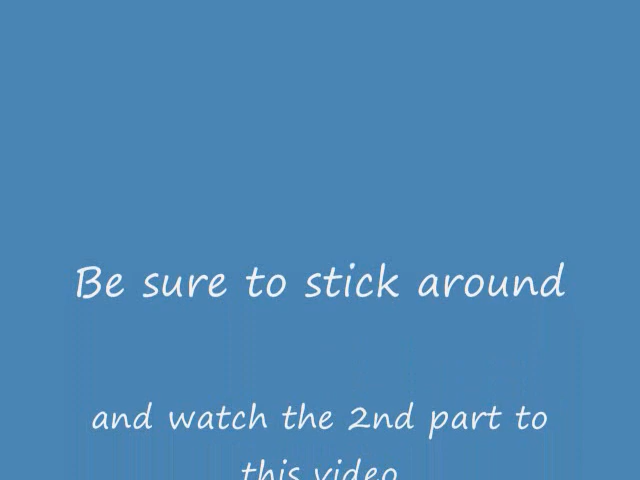 Be sure to stick around
and watch the 2nd part to
this video